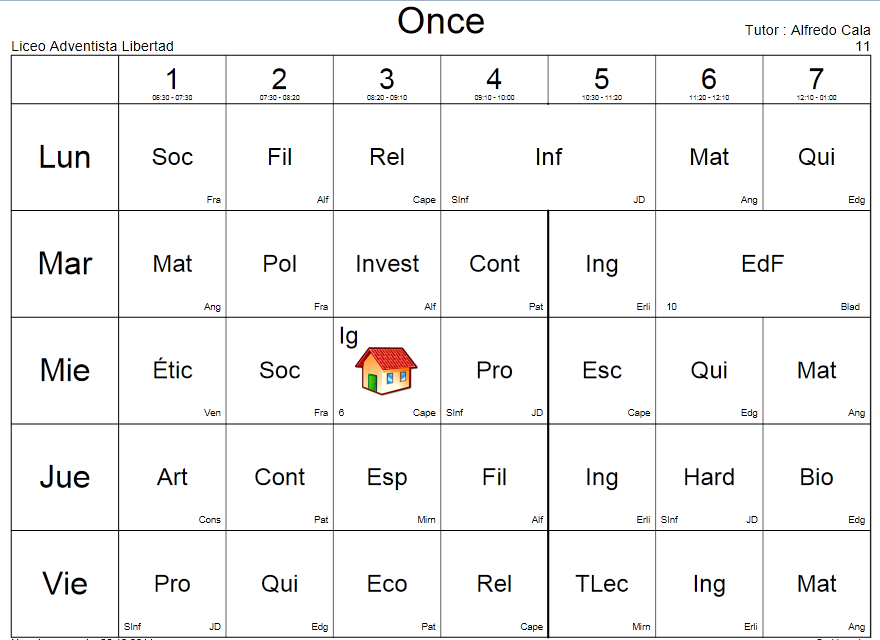 Once
Tutor : Alfredo Cala
Liceo Adventista Libertad 11
1 2 3 4 5 6 7
06:30 - 07:30 07:30 - 08:20 08:20 - 09:10 09:10 - 10:00 10:30 - 11:20 11:20 - 12:10 12:10 - 01:00
Lun Soc Fil Rel Inf Mat Qui
Fra Alf Cape SInf JD Ang Edg
Mar Mat Pol Invest Cont Ing EdF
Ang Fra Alf Pat Erli 10 Blad
Ig
Mie Étic Soc Pro Esc Qui Mat
Ven Fra 6 Cape SInf JD Cape Edg Ang
Jue Art Cont Esp Fil Ing Hard Bio
Cons Pat Mirn Alf Erli SInf JD Edg
Vie Pro Qui Eco Rel TLec Ing Mat
SInf JD Edg Pat Cape Mirn Erli Ang